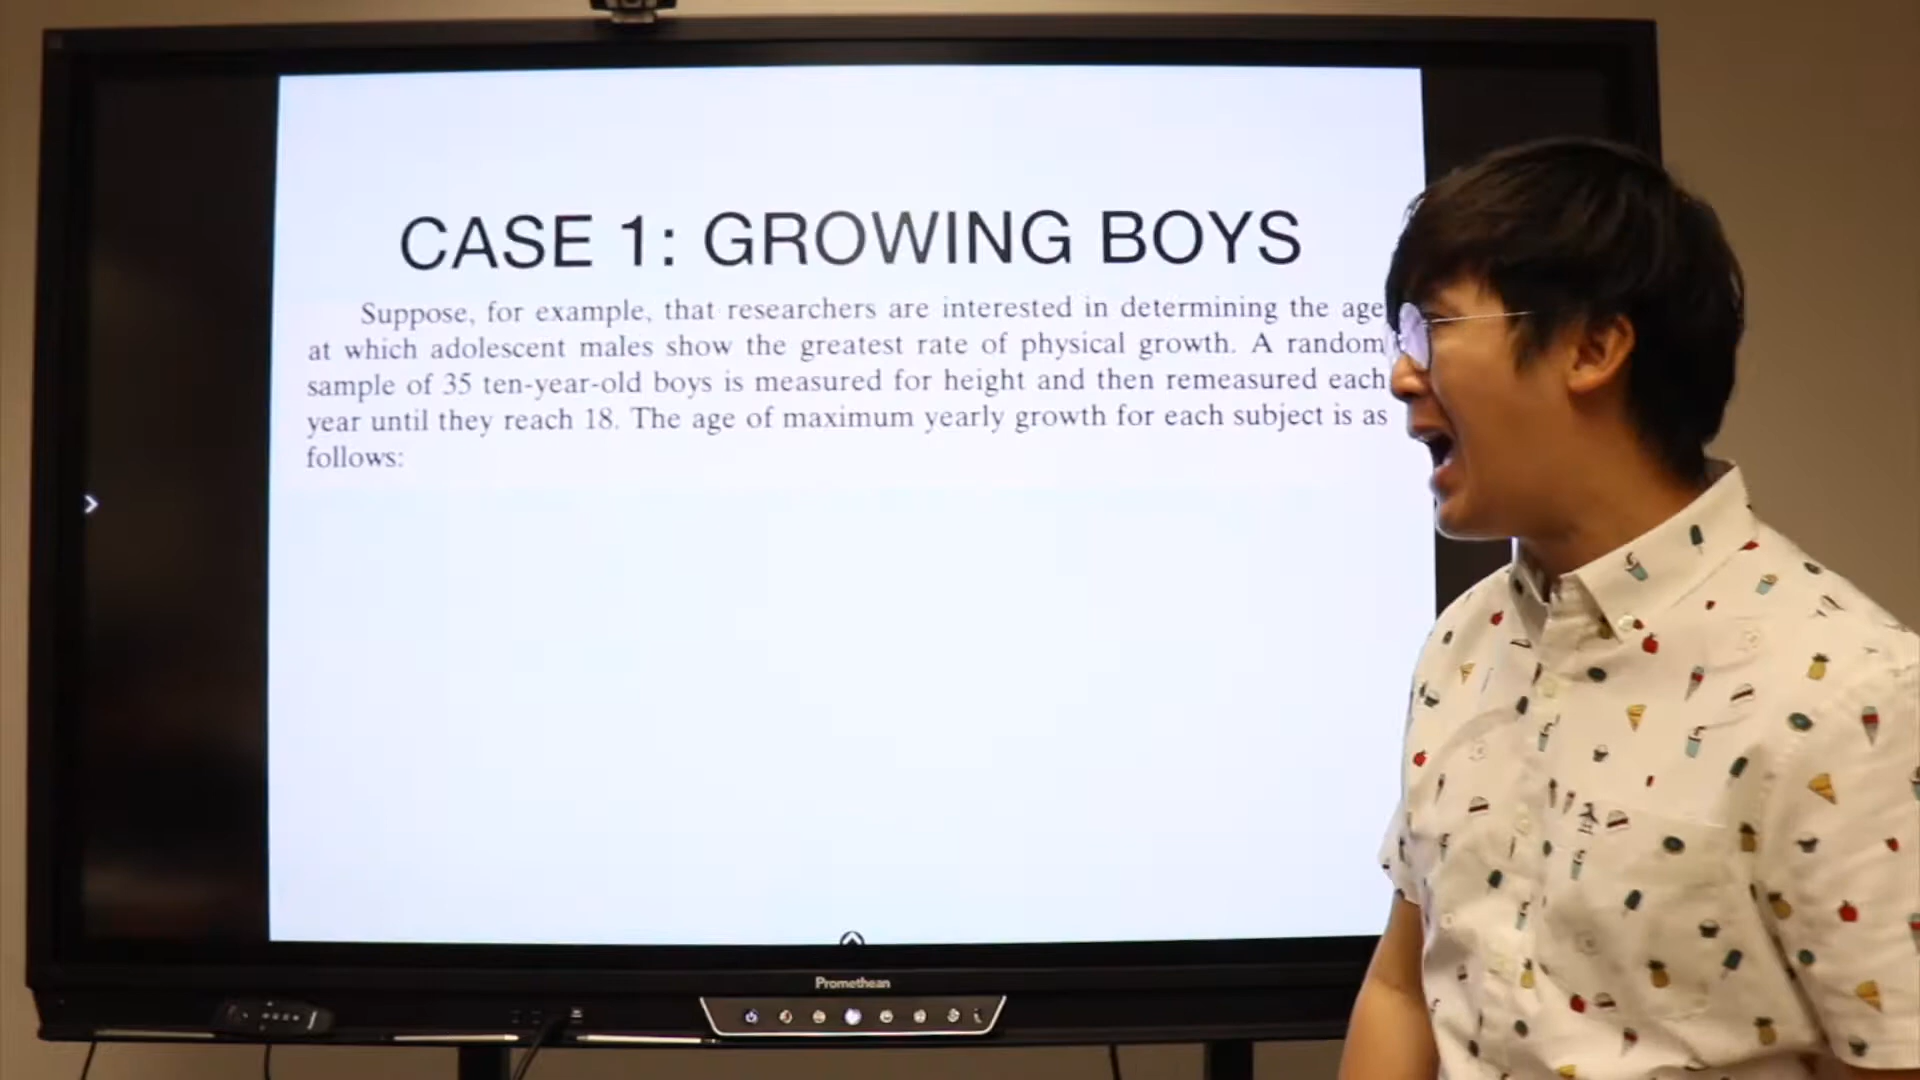 CASE 1: GROWING BOYS
Suppose, for example, that researchers are interested in determining the age
at which adolescent males show the greatest rate of physical growth. A random
sample of 35 ten-year-old boys is measured for height and then remeasured each
year until they reach 18. The age of maximum yearly growth for each subject is as
follows:
Promethean